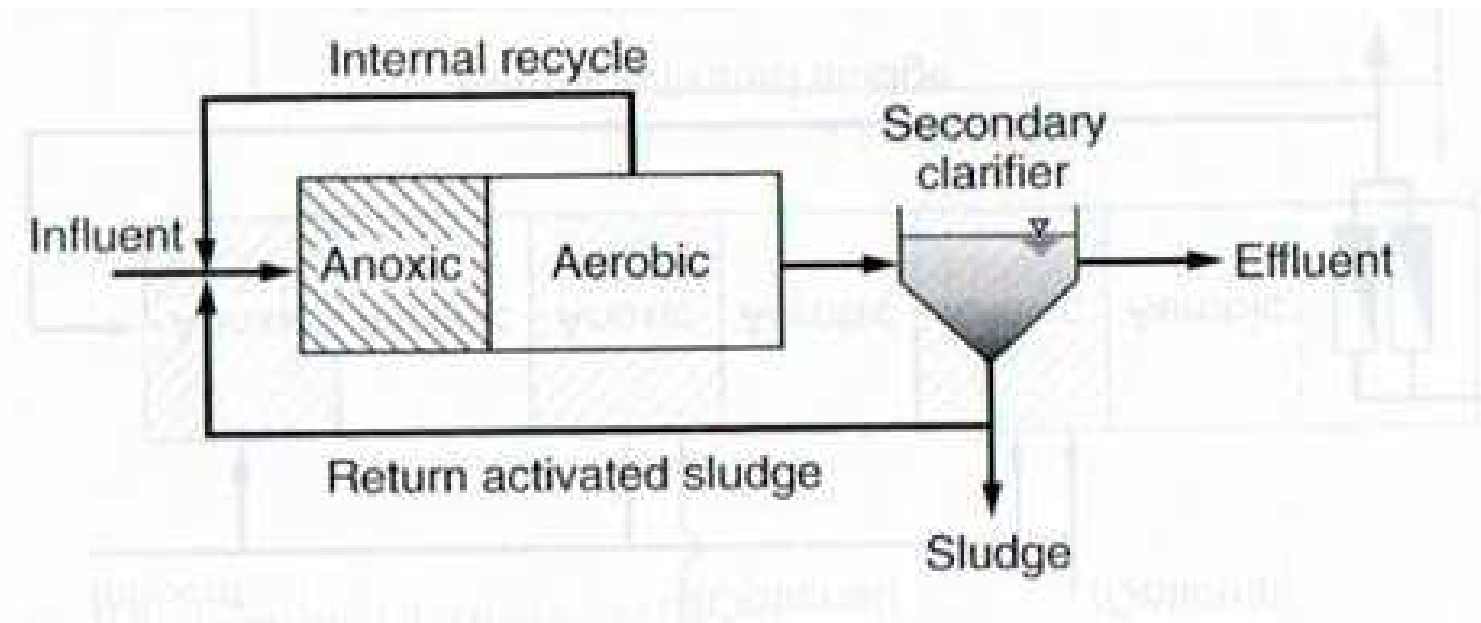 Internal recycle
Secondary
clarifier
Influent
Anoxic
Aerobic
Effluent
Return activated sludge
Sludge